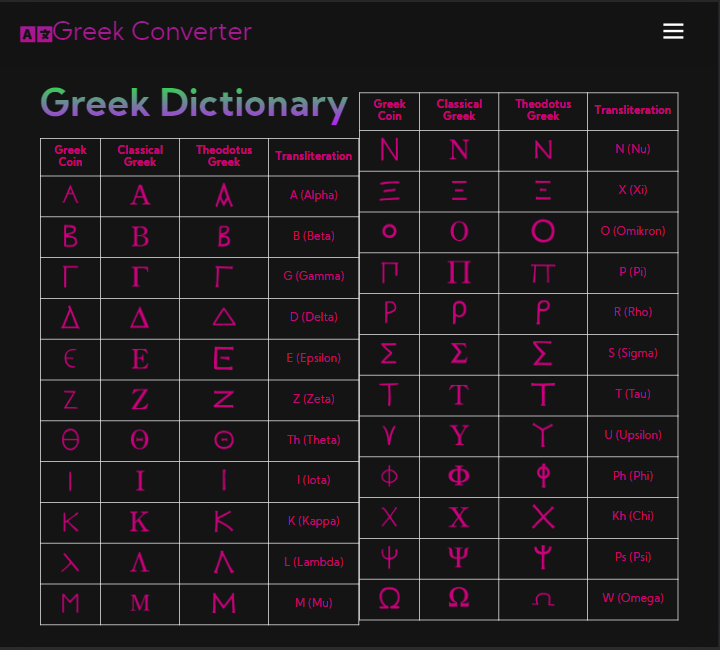 Greek Converter
Greek Dictionary
Greek Coin Classical Greek Theodotus Greek Transliteration
Α Α Α A (Alpha)
Β Β Β B (Beta)
Γ Γ Γ G (Gamma)
Δ Δ Δ D (Delta)
Ε Ε Ε E (Epsilon)
Ζ Ζ Ζ Z (Zeta)
Θ Θ Θ Th (Theta)
Ι Ι Ι I (Iota)
Κ Κ Κ K (Kappa)
λ Λ Λ L (Lambda)
Μ Μ Μ M (Mu)
Greek Coin Classical Greek Theodotus Greek Transliteration
Ν Ν Ν N (Nu)
Ξ Ξ Ξ X (Xi)
Ο Ο Ο O (Omikron)
Π Π Π P (Pi)
Ρ ρ Ρ R (Rho)
Σ Σ Σ S (Sigma)
Τ Τ Τ T (Tau)
Υ Υ Υ U (Upsilon)
Φ Φ Φ Ph (Phi)
Χ Χ Χ Kh (Chi)
Ψ Ψ Ψ Ps (Psi)
Ω Ω Ω W (Omega)